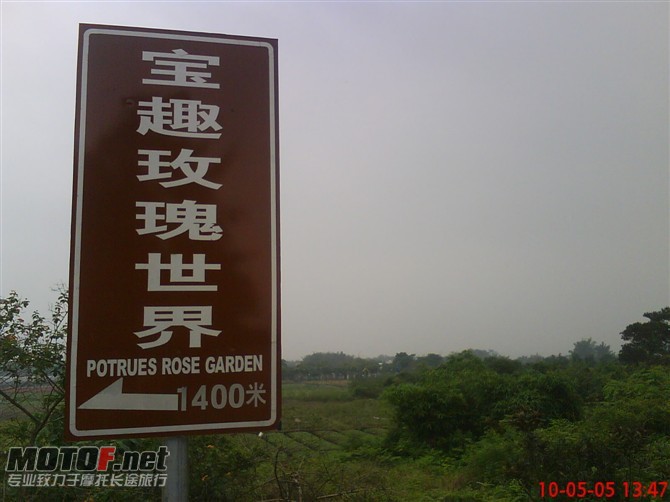 宝趣玫瑰世界
POTRUES ROSE GARDEN
1400米
MOTOF.net
专业致力于摩托长途旅行
10-05-05 13:47